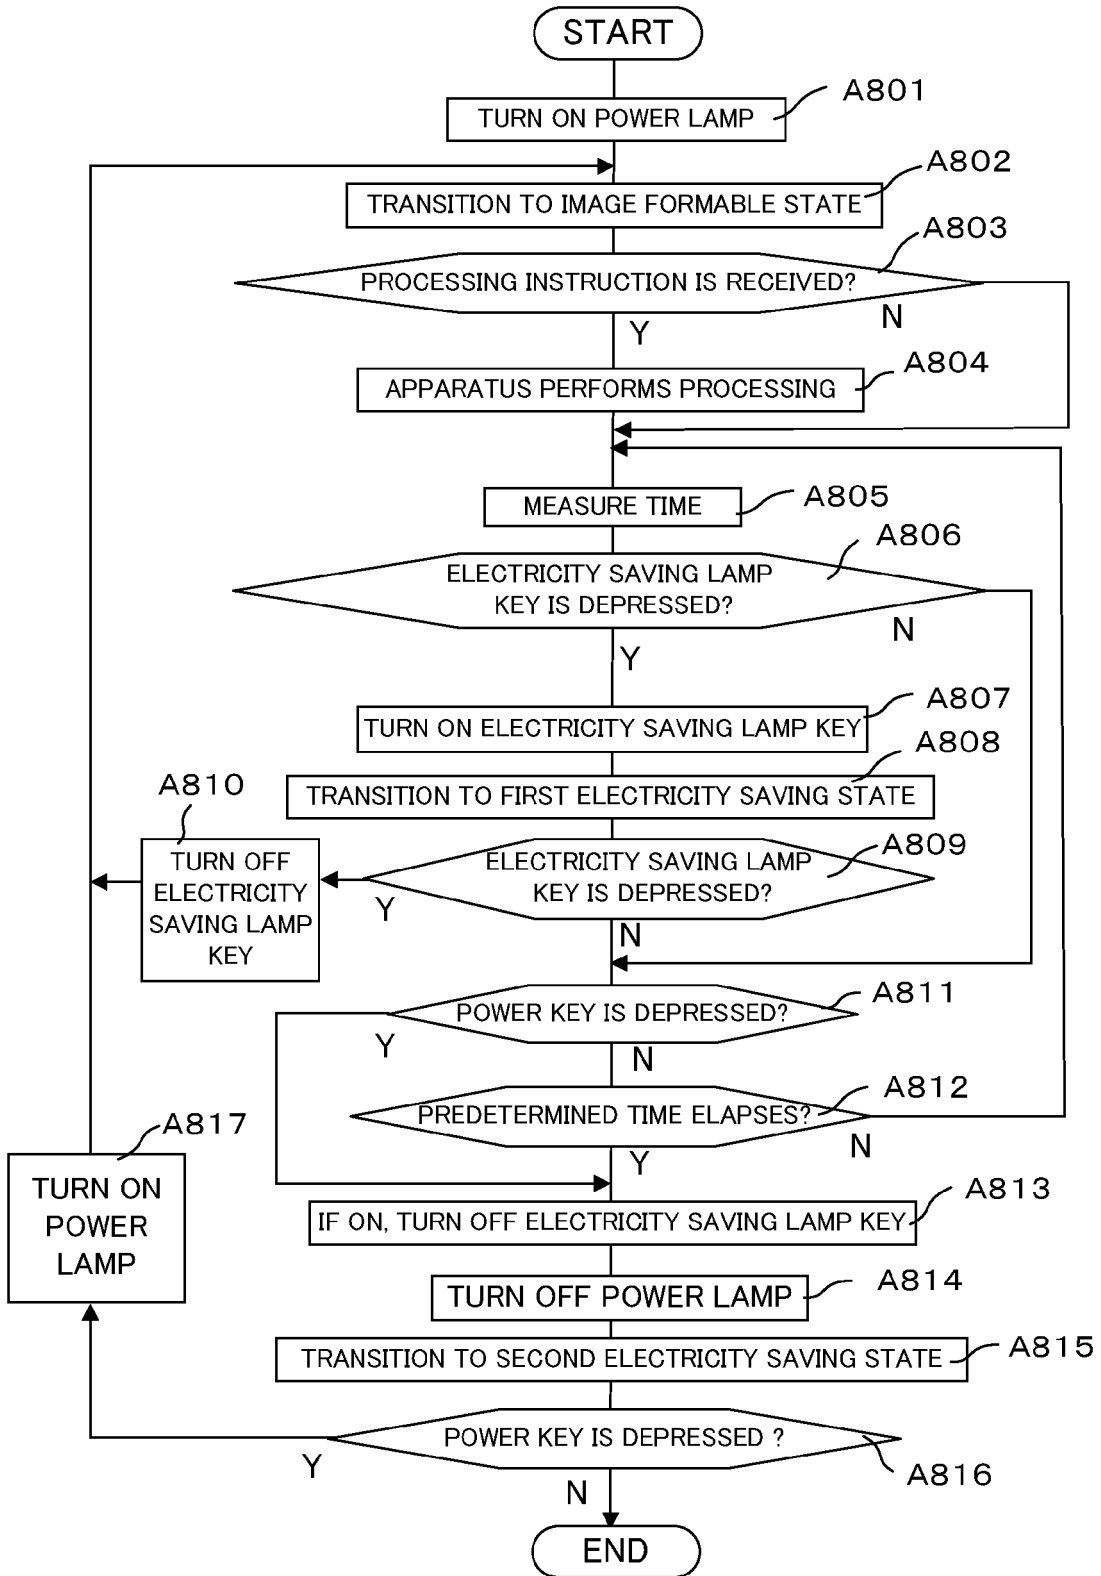 START
A801
TURN ON POWER LAMP
A802
TRANSITION TO IMAGE FORMABLE STATE
A803
PROCESSING INSTRUCTION IS RECEIVED?
N
Y
A804
APPARATUS PERFORMS PROCESSING
A805
MEASURE TIME
A806
ELECTRICITY SAVING LAMP
KEY IS DEPRESSED?
N
Y
A807
TURN ON ELECTRICITY SAVING LAMP KEY
A808
TRANSITION TO FIRST ELECTRICITY SAVING STATE
A810
TURN OFF
ELECTRICITY
SAVING LAMP
KEY
A809
ELECTRICITY SAVING LAMP
KEY IS DEPRESSED?
Y
N
A811
POWER KEY IS DEPRESSED?
Y
N
A812
PREDETERMINED TIME ELAPSES?
N
Y
A817
TURN ON
POWER
LAMP
A813
IF ON, TURN OFF ELECTRICITY SAVING LAMP KEY
A814
TURN OFF POWER LAMP
A815
TRANSITION TO SECOND ELECTRICITY SAVING STATE
POWER KEY IS DEPRESSED ?
A816
Y
N
END